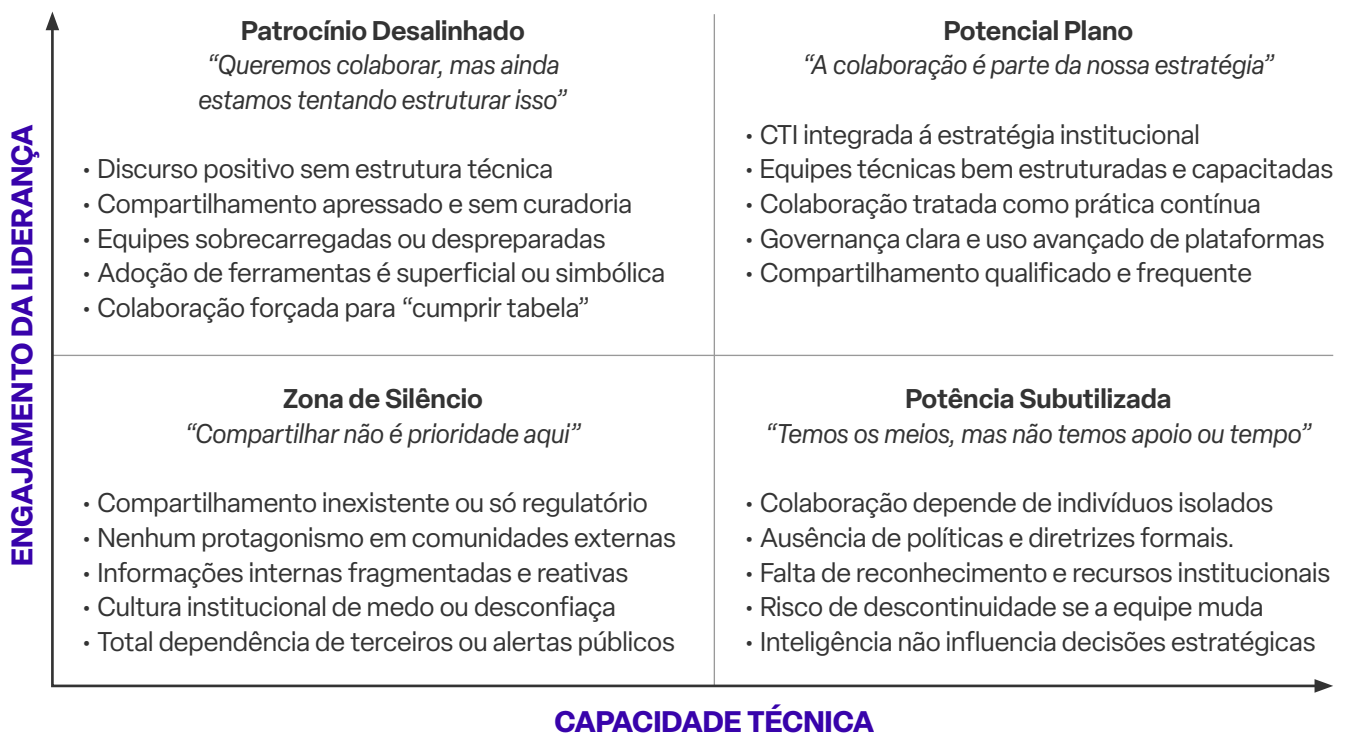 ENGAJAMENTO DA LIDERANÇA
Patrocínio Desalinhado
“Queremos colaborar, mas ainda
estamos tentando estruturar isso”
• Discurso positivo sem estrutura técnica
• Compartilhamento apressado e sem curadoria
• Equipes sobrecarregadas ou despreparadas
• Adoção de ferramentas é superficial ou simbólica
• Colaboração forçada para “cumprir tabela”
Potencial Plano
“A colaboração é parte da nossa estratégia”
• CTI integrada á estratégia institucional
• Equipes técnicas bem estruturadas e capacitadas
• Colaboração tratada como prática contínua
• Governança clara e uso avançado de plataformas
• Compartilhamento qualificado e frequente
Zona de Silêncio
“Compartilhar não é prioridade aqui”
• Compartilhamento inexistente ou só regulatório
• Nenhum protagonismo em comunidades externas
• Informações internas fragmentadas e reativas
• Cultura institucional de medo ou desconfiaça
• Total dependência de terceiros ou alertas públicos
Potência Subutilizada
“Temos os meios, mas não temos apoio ou tempo”
• Colaboração depende de indivíduos isolados
• Ausência de políticas e diretrizes formais.
• Falta de reconhecimento e recursos institucionais
• Risco de descontinuidade se a equipe muda
• Inteligência não influencia decisões estratégicas
CAPACIDADE TÉCNICA